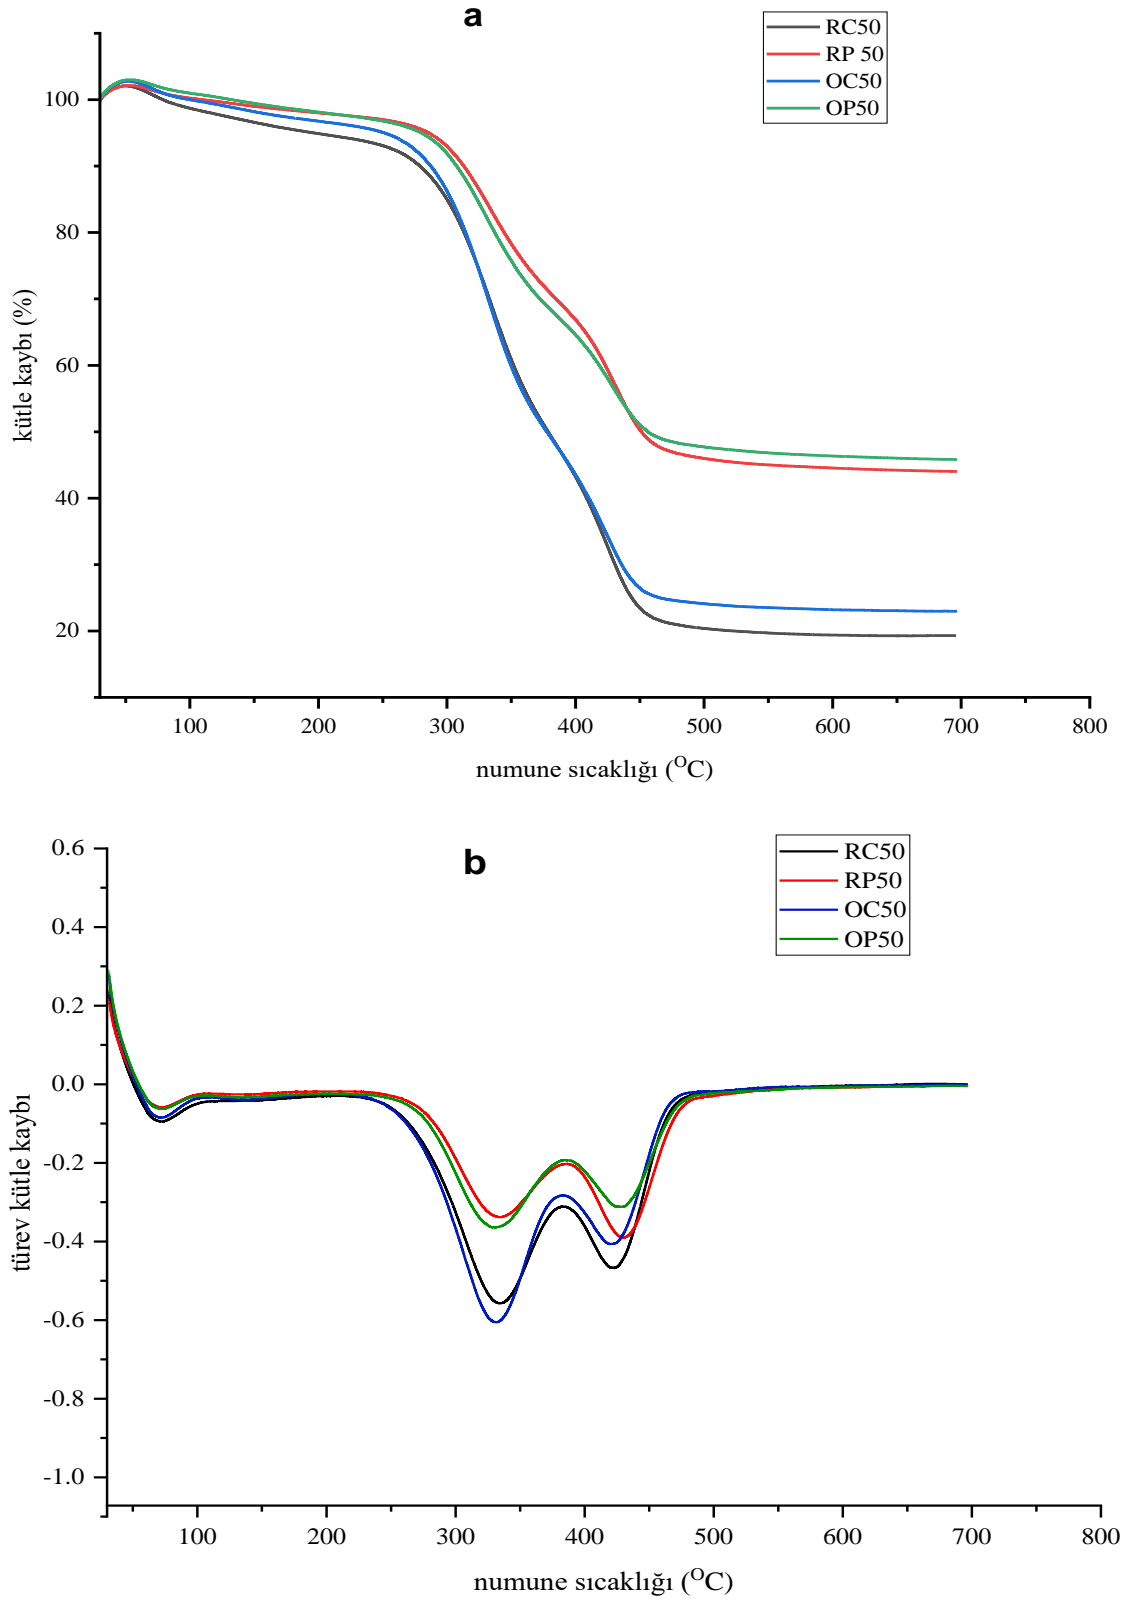 a
RC50
RP 50
OC50
OP50
kütle kaybı (%)
100
80
60
40
20
100 200 300 400 500 600 700 800
numune sıcaklığı (ᴼC)
b
RC50
RP50
OC50
OP50
türev kütle kaybı
0.6
0.4
0.2
0.0
-0.2
-0.4
-0.6
-0.8
-1.0
100 200 300 400 500 600 700 800
numune sıcaklığı (ᴼC)